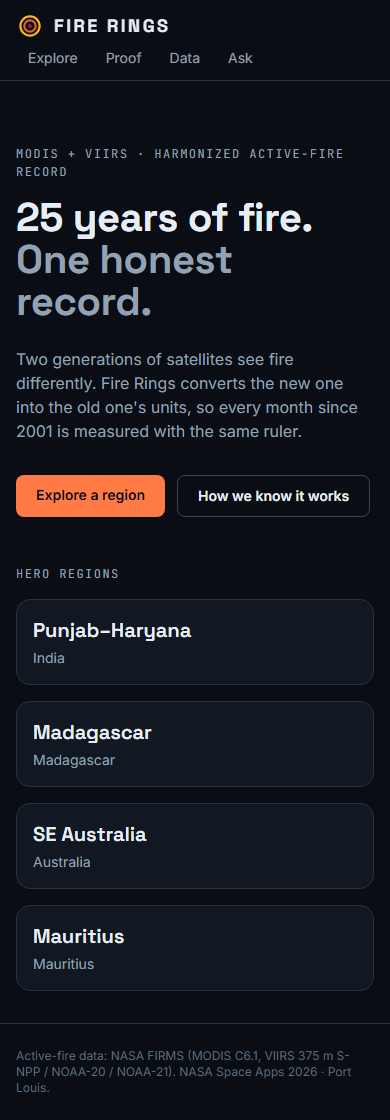 FIRE RINGS
Explore Proof Data Ask
MODIS + VIIRS · HARMONIZED ACTIVE-FIRE
RECORD
25 years of fire.
One honest
record.
Two generations of satellites see fire
differently. Fire Rings converts the new one
into the old one's units, so every month since
2001 is measured with the same ruler.
Explore a region How we know it works
HERO REGIONS
Punjab–Haryana
India
Madagascar
Madagascar
SE Australia
Australia
Mauritius
Mauritius
Active-fire data: NASA FIRMS (MODIS C6.1, VIIRS 375 m S-
NPP / NOAA-20 / NOAA-21). NASA Space Apps 2026 · Port
Louis.